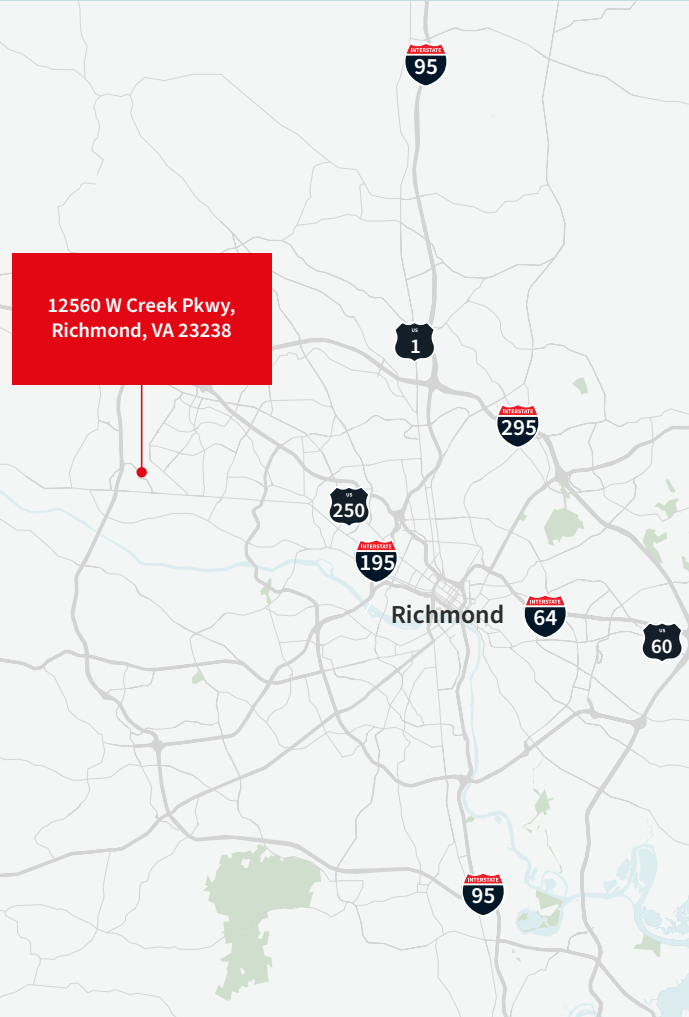 INTERSTATE
95
12560 W Creek Pkwy,
Richmond, VA 23238
US
1
INTERSTATE
295
US
250
INTERSTATE
195
Richmond
INTERSTATE
64
US
60
INTERSTATE
95